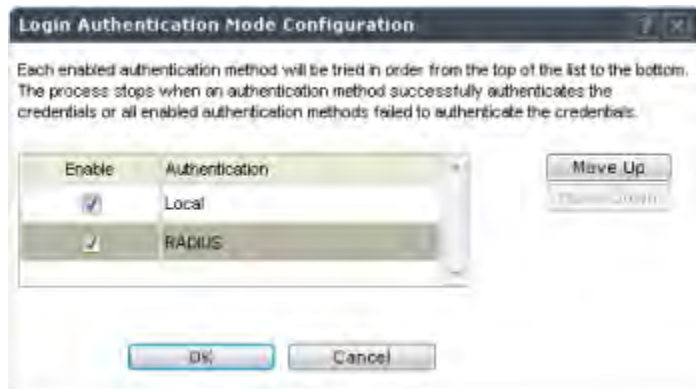 Login Authentication Mode Configuration
Each enabled authentication method will be tried in order from the top of the list to the bottom.
The process stops when an authentication method successfully authenticates the
credentials or all enabled authentication methods failed to authenticate the credentials.
Enable Authentication
Move Up
Local
Move Down
RADIUS
OK Cancel